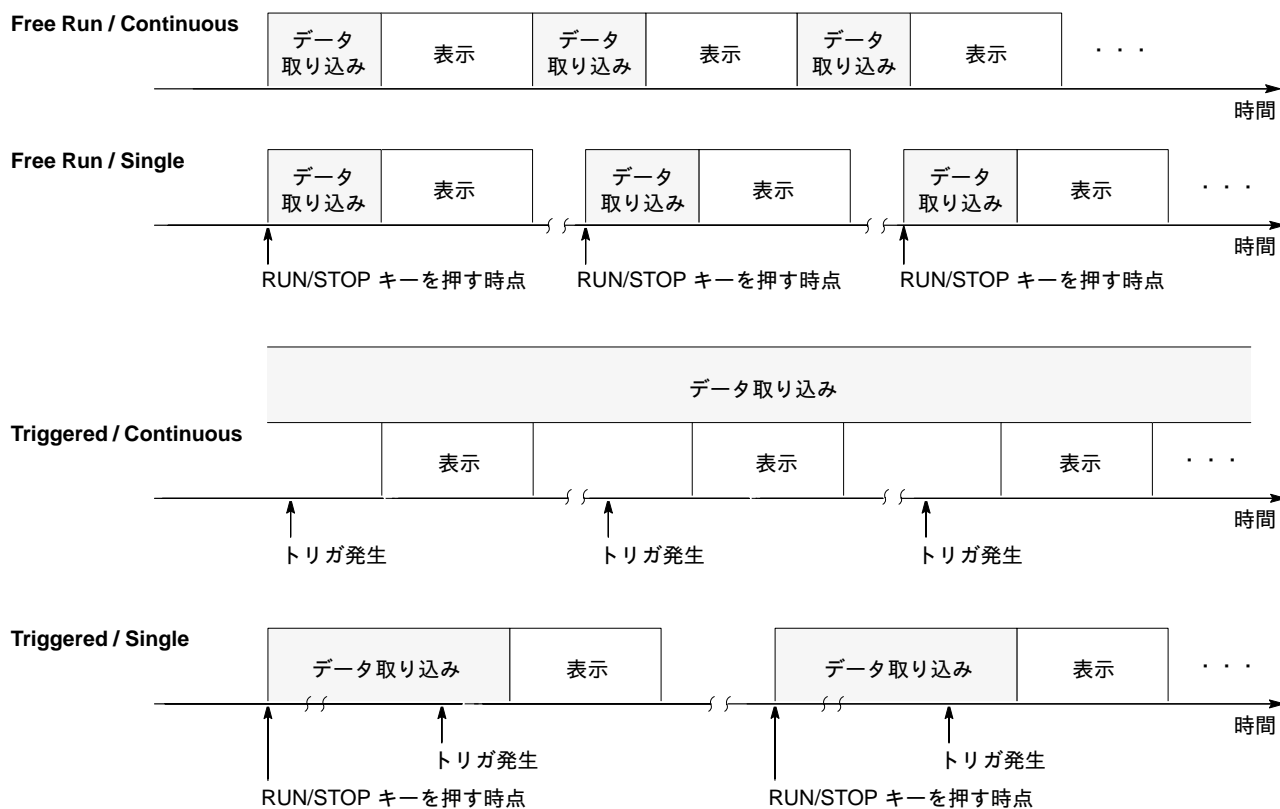 Free Run / Continuous
データ
取り込み
表示
データ
取り込み
表示
データ
取り込み
表示
・・・
時間
Free Run / Single
データ
取り込み
表示
データ
取り込み
表示
データ
取り込み
表示
・・・
時間
RUN/STOP キーを押す時点
RUN/STOP キーを押す時点
RUN/STOP キーを押す時点
データ取り込み
Triggered / Continuous
表示
表示
表示
・・・
時間
トリガ発生
トリガ発生
トリガ発生
Triggered / Single
データ取り込み
表示
データ取り込み
表示
・・・
時間
トリガ発生
トリガ発生
RUN/STOP キーを押す時点
RUN/STOP キーを押す時点